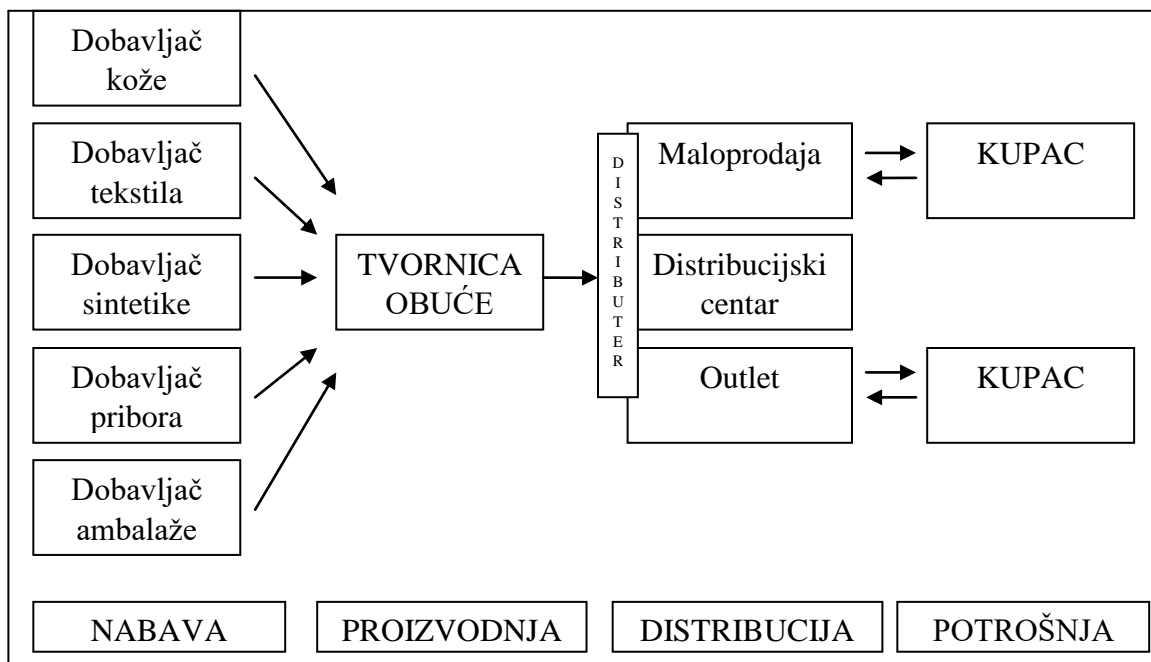 Dobavljač
kože
Dobavljač
tekstila
Dobavljač
sintetike
Dobavljač
pribora
Dobavljač
ambalaže
TVORNICA
OBUĆE
DISTRIBUTER
Maloprodaja
Distribucijski
centar
Outlet
KUPAC
KUPAC
NABAVA
PROIZVODNJA
DISTRIBUCIJA
POTROŠNJA